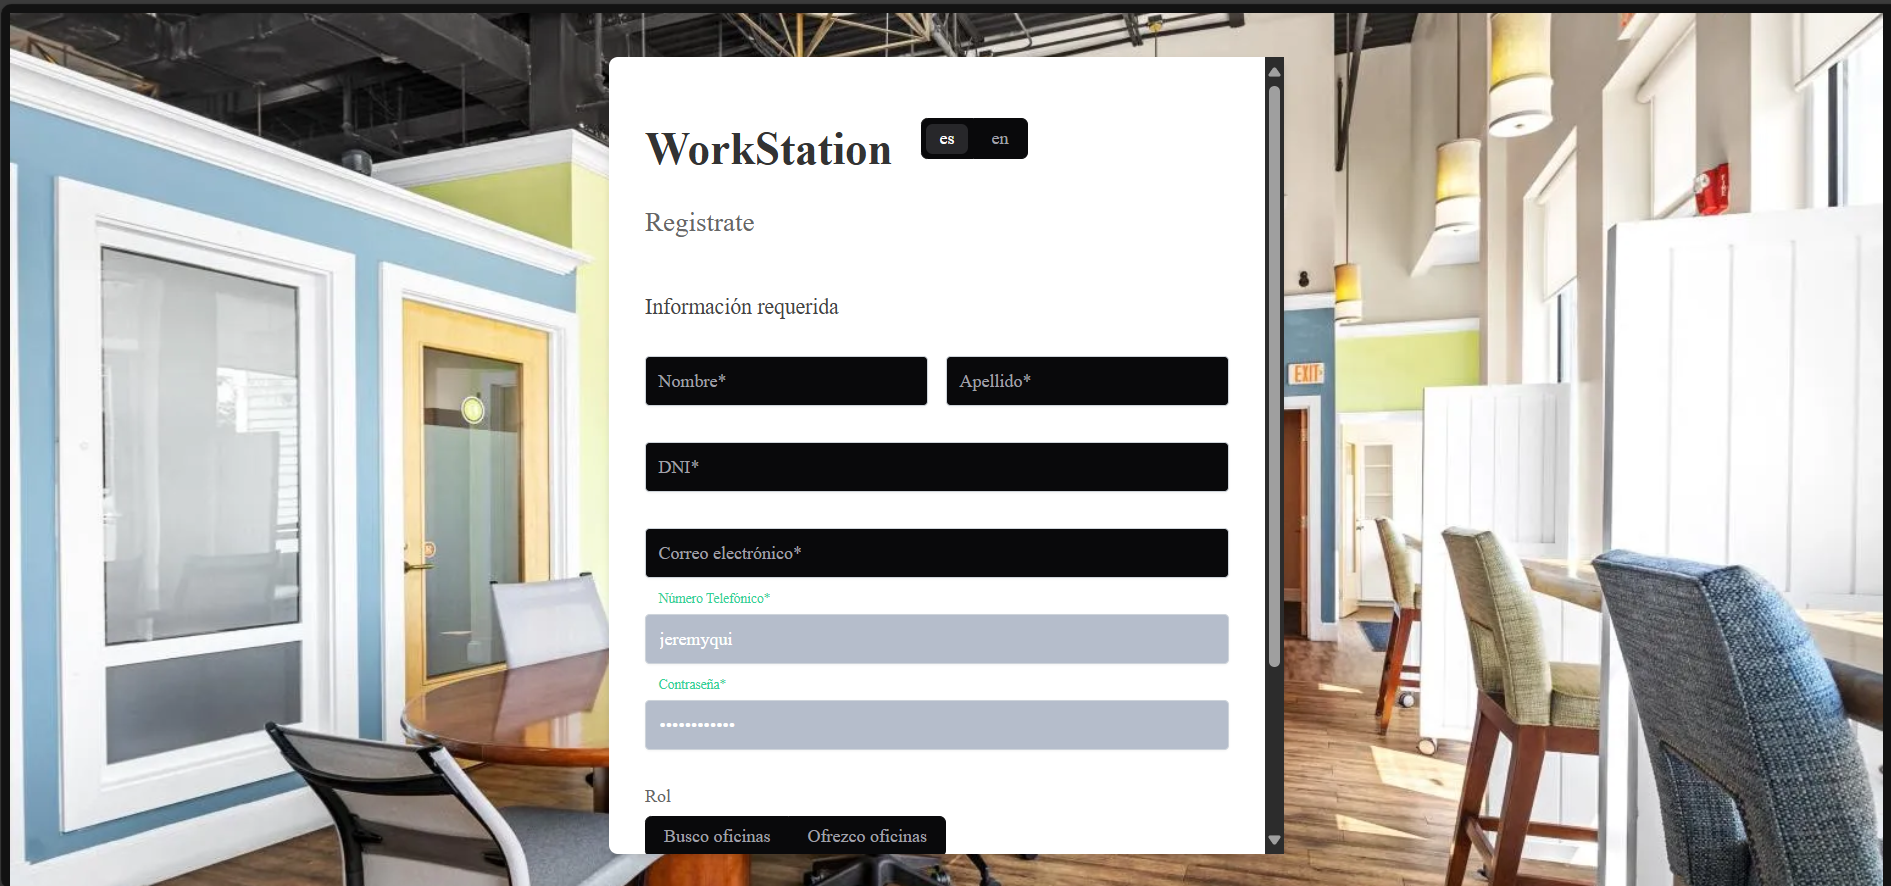 WorkStation
es en
Registrate
Información requerida
Nombre* Apellido*
DNI*
Correo electrónico*
Número Telefónico*
jeremyqui
Contraseña*
••••••••••••
Rol
Busco oficinas Ofrezco oficinas
EXIT